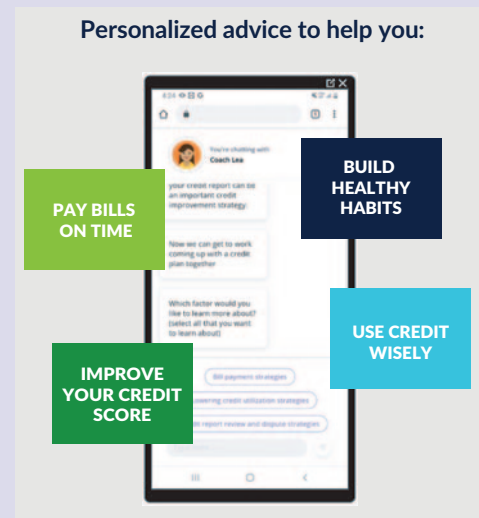 Personalized advice to help you:
You're chatting with
Coach Lea
your credit report can be
an important credit
improvement strategy
Now we can get to work
coming up with a credit
plan together
Which factor would you
like to learn more about?
(select all that you want
to learn about)
Bill payment strategies
owering credit utilization strategies
it report review and dispute strategies
PAY BILLS
ON TIME
BUILD
HEALTHY
HABITS
IMPROVE
YOUR CREDIT
SCORE
USE CREDIT
WISELY